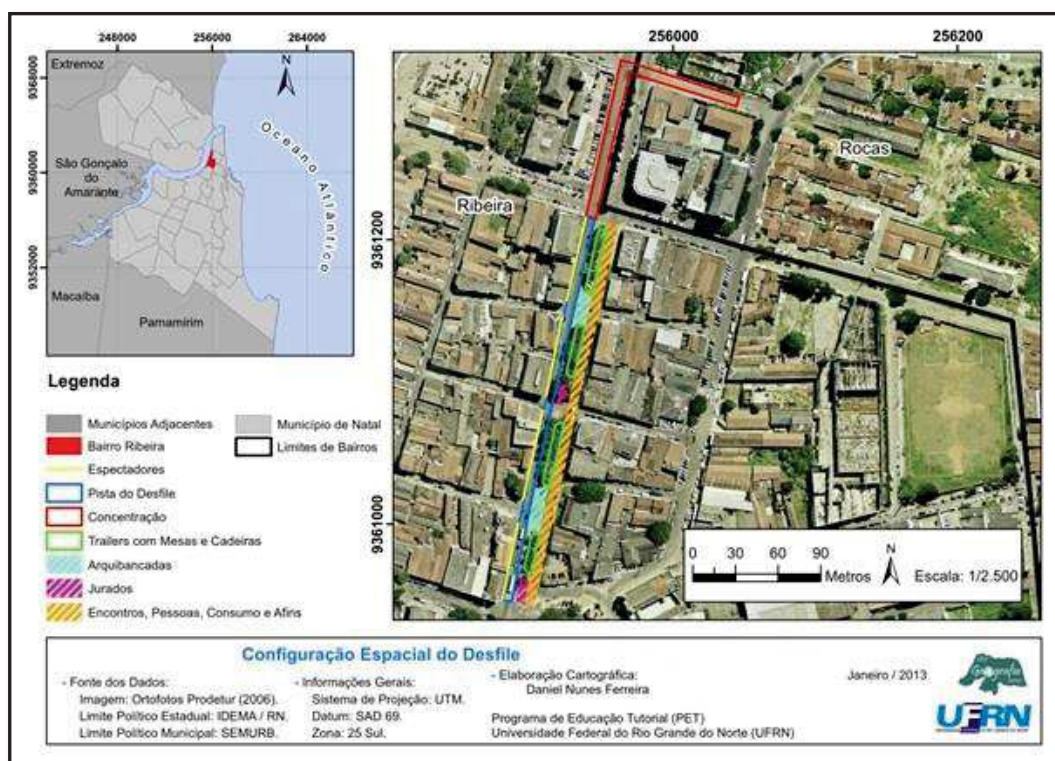 248000 256000 264000
9368000
9360000
9352000
Extremoz
N
Oceano Atlântico
São Gonçalo
do
Amarante
Macaíba
Parnamirim
256000 256200
9361200
9361000
Rocas
Ribeira
0 30 60 90
Metros
N
Escala: 1/2.500
Legenda
Municípios Adjacentes
Município de Natal
Bairro Ribeira
Limites de Bairros
Espectadores
Pista do Desfile
Concentração
Trailers com Mesas e Cadeiras
Arquibancadas
Jurados
Encontros, Pessoas, Consumo e Afins
Configuração Espacial do Desfile
- Fonte dos Dados:
Imagem: Ortofotos Prodetur (2006).
Limite Político Estadual: IDEMA / RN.
Limite Político Municipal: SEMURB.
- Informações Gerais:
Sistema de Projeção: UTM.
Datum: SAD 69.
Zona: 25 Sul.
- Elaboração Cartográfica:
Daniel Nunes Ferreira
Programa de Educação Tutorial (PET)
Universidade Federal do Rio Grande do Norte (UFRN)
Janeiro / 2013
Geografia
UFRN